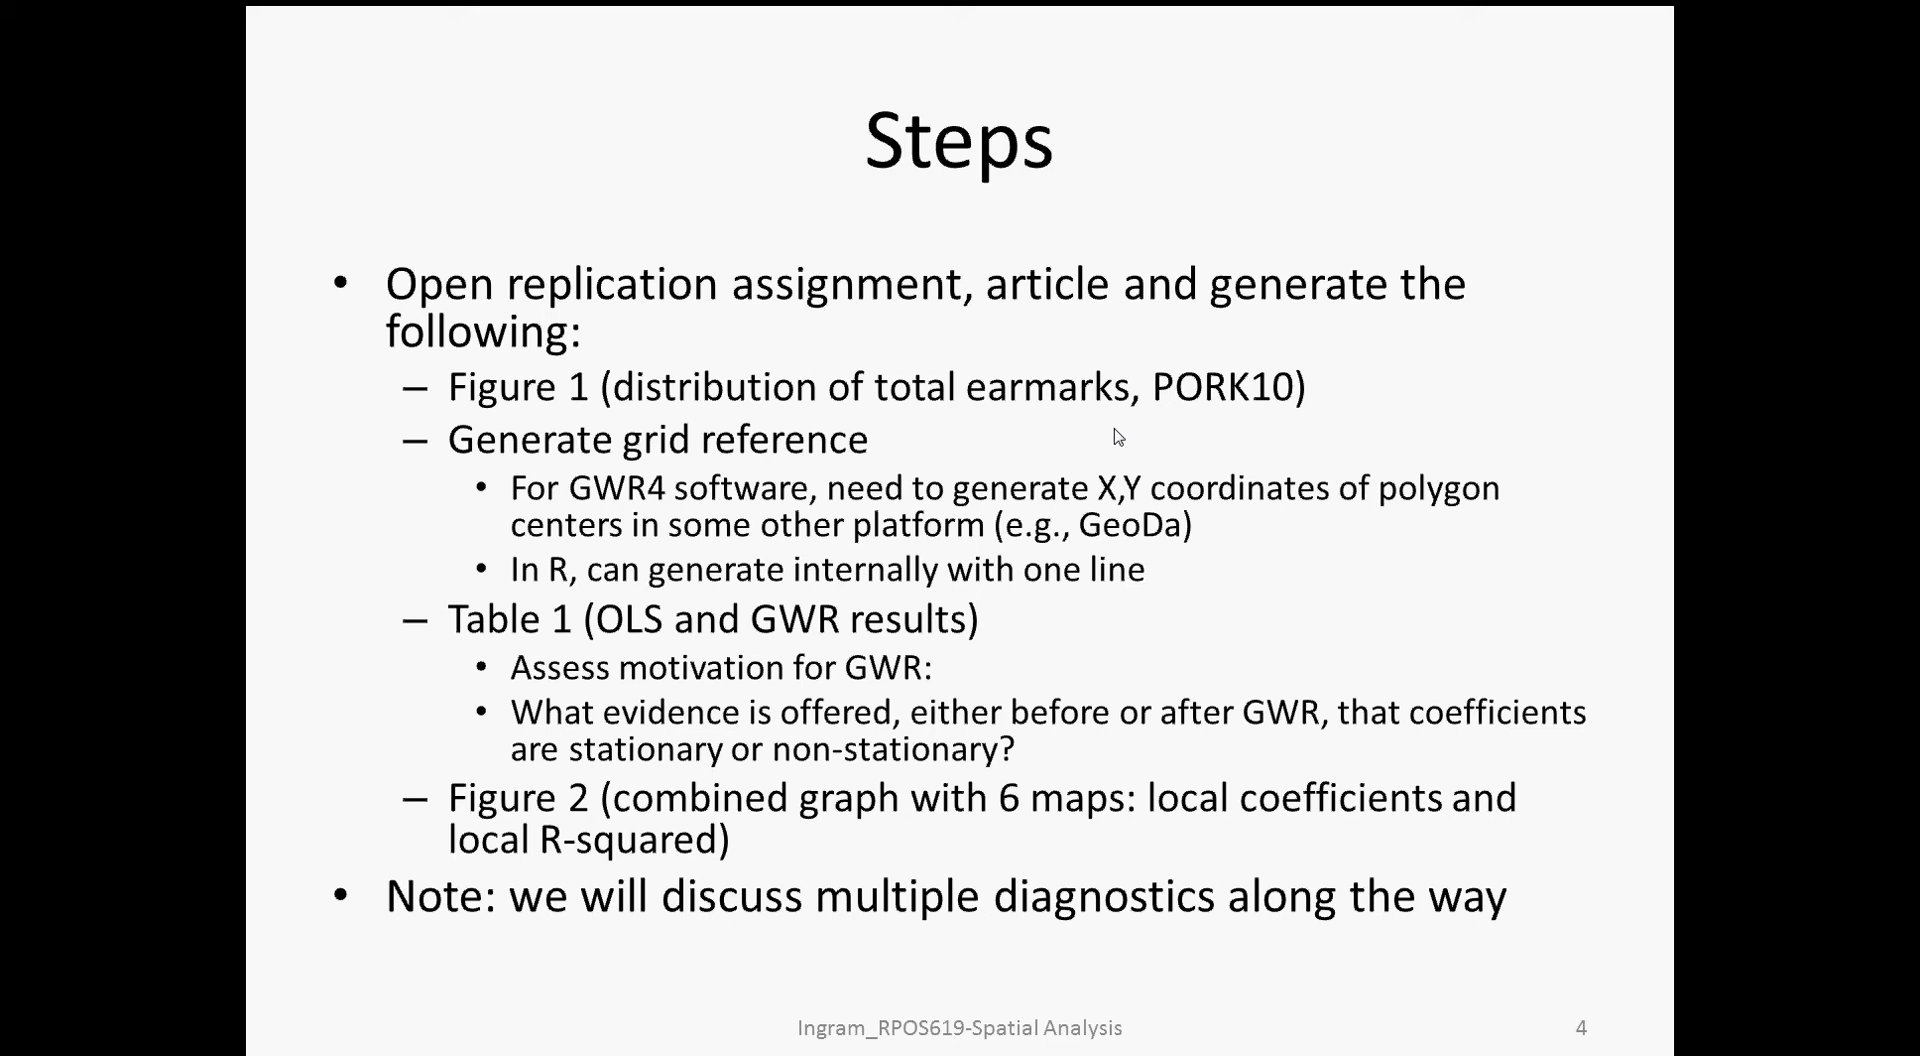 Steps
• Open replication assignment, article and generate the
following:
– Figure 1 (distribution of total earmarks, PORK10)
– Generate grid reference
• For GWR4 software, need to generate X,Y coordinates of polygon
centers in some other platform (e.g., GeoDa)
• In R, can generate internally with one line
– Table 1 (OLS and GWR results)
• Assess motivation for GWR:
• What evidence is offered, either before or after GWR, that coefficients
are stationary or non-stationary?
– Figure 2 (combined graph with 6 maps: local coefficients and
local R-squared)
• Note: we will discuss multiple diagnostics along the way
Ingram_RPOS619-Spatial Analysis
4